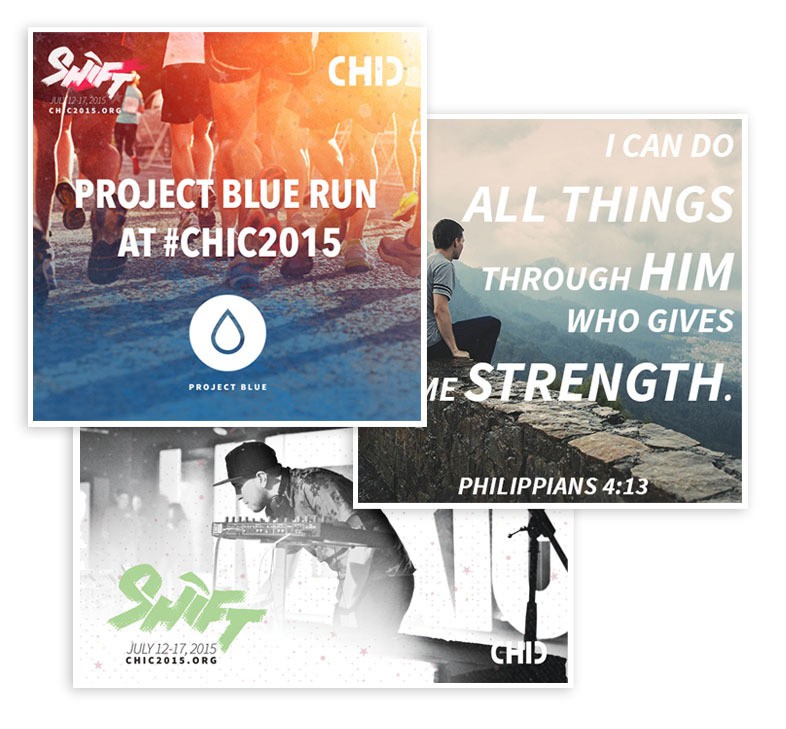 SHIFT
JULY 12-17, 2015
CHIC2015.ORG
CHIC
PROJECT BLUE RUN
AT #CHIC2015
PROJECT BLUE
I CAN DO
ALL THINGS
THROUGH HIM
WHO GIVES
ME STRENGTH.
PHILIPPIANS 4:13
SHIFT
JULY 12-17, 2015
CHIC2015.ORG
CHIC